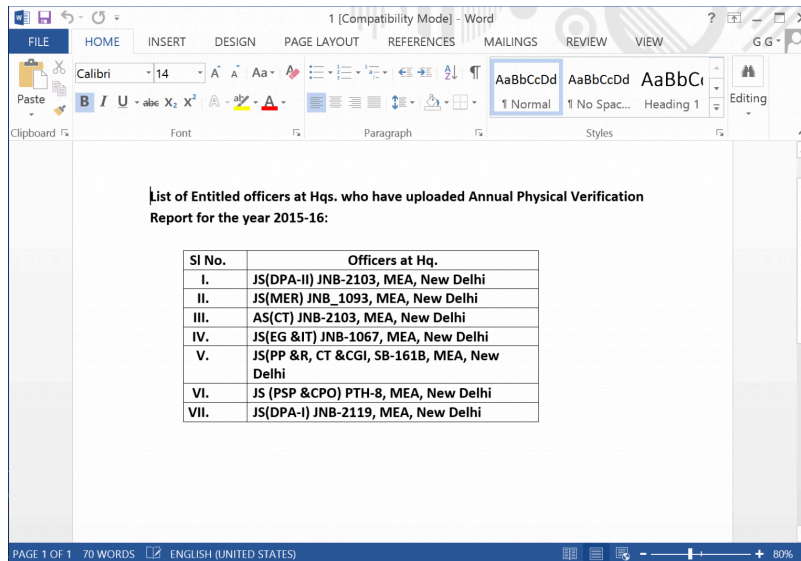 1 [Compatibility Mode] - Word
?
FILE HOME INSERT DESIGN PAGE LAYOUT REFERENCES MAILINGS REVIEW VIEW G G
Calibri 14 A A Aa
AaBbCcDd AaBbCcDd AaBbC
Paste B I U abc X₂ X² A ab A
¶ Normal ¶ No Spac... Heading 1 Editing
Clipboard Font Paragraph Styles
List of Entitled officers at Hqs. who have uploaded Annual Physical Verification
Report for the year 2015-16:
Sl No. Officers at Hq.
I. JS(DPA-II) JNB-2103, MEA, New Delhi
II. JS(MER) JNB_1093, MEA, New Delhi
III. AS(CT) JNB-2103, MEA, New Delhi
IV. JS(EG &IT) JNB-1067, MEA, New Delhi
V. JS(PP &R, CT &CGI, SB-161B, MEA, New
Delhi
VI. JS (PSP &CPO) PTH-8, MEA, New Delhi
VII. JS(DPA-I) JNB-2119, MEA, New Delhi
PAGE 1 OF 1 70 WORDS ENGLISH (UNITED STATES) 80%